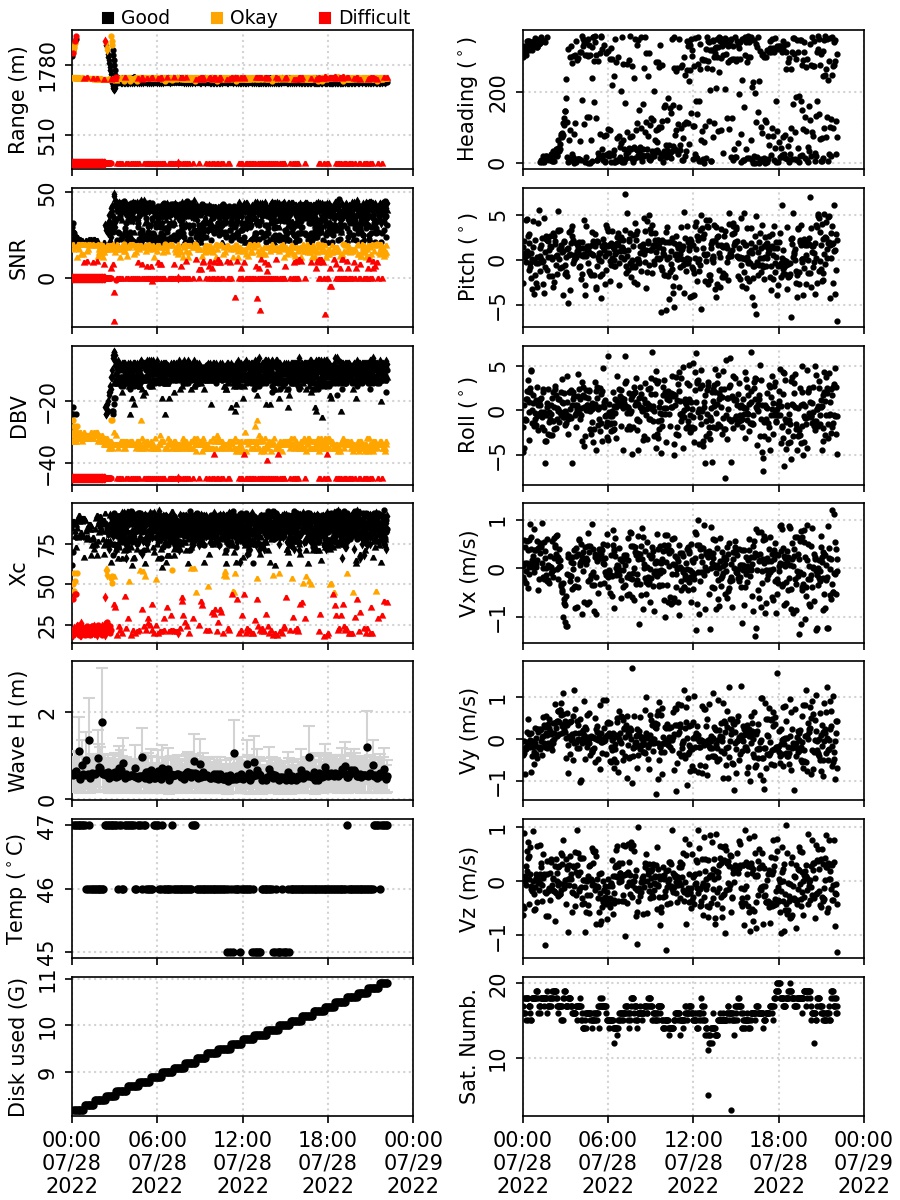 Good Okay Difficult
Range (m)
1780
510
Heading (°)
200
0
SNR
50
0
Pitch (°)
5
0
−5
DBV
−20
−40
Roll (°)
5
0
−5
Xc
75
50
25
Vx (m/s)
1
0
−1
Wave H (m)
2
0
Vy (m/s)
1
0
−1
Temp (°C)
47
46
45
Vz (m/s)
1
0
−1
Disk used (G)
11
10
9
Sat. Numb.
20
10
00:00 06:00 12:00 18:00 00:00
07/28 07/28 07/28 07/28 07/29
2022 2022 2022 2022 2022
00:00 06:00 12:00 18:00 00:00
07/28 07/28 07/28 07/28 07/29
2022 2022 2022 2022 2022